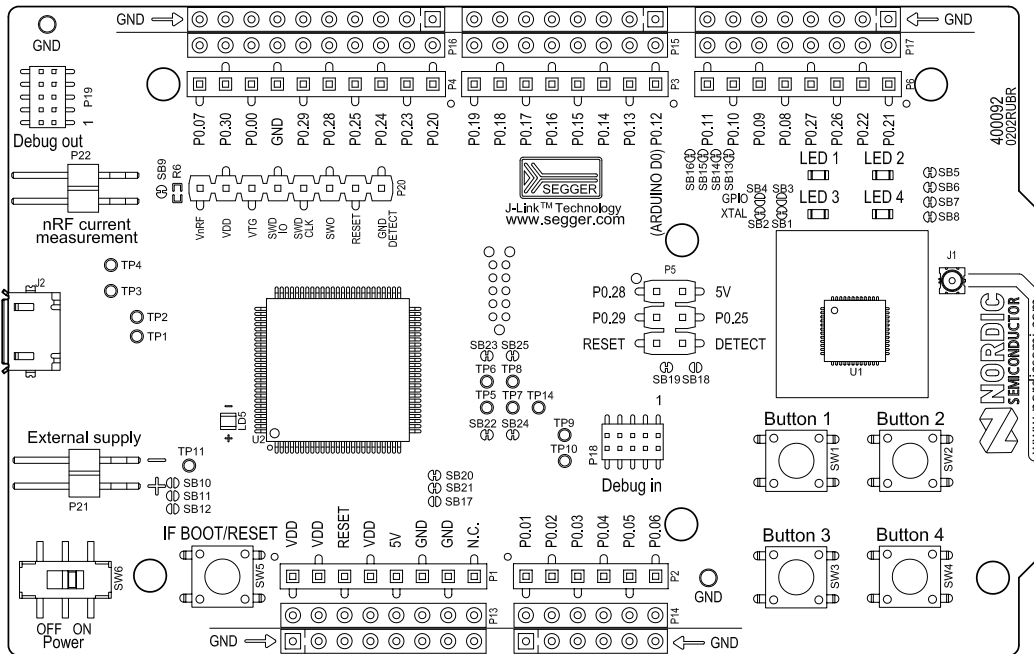 GND
GND
GND
GND
P16
P15
P17
P4
P3
P6
P19
1
Debug out
P0.07
P0.30
P0.00
GND
P0.29
P0.28
P0.25
P0.24
P0.23
P0.20
P0.19
P0.18
P0.17
P0.16
P0.15
P0.14
P0.13
P0.12
(ARDUINO D0)
P0.11
P0.10
P0.09
P0.08
P0.27
P0.26
P0.22
P0.21
400092
0202RUBR
P22
nRF current
measurement
SB9
R6
P20
VnRF
VDD
VTG
SWD
IO
SWD
CLK
SWO
RESET
GND
DETECT
SEGGER
J-Link™ Technology
www.segger.com
SB16
SB15
SB14
SB13
LED 1
LED 2
LED 3
LED 4
SB4
SB3
GPIO
XTAL
SB2
SB1
SB5
SB6
SB7
SB8
J2
TP4
TP3
TP2
TP1
P5
P0.28
5V
P0.29
P0.25
RESET
DETECT
SB19
SB18
J1
U1
NORDIC
SEMICONDUCTOR
SB23
SB25
TP6
TP8
TP5
TP7
TP14
SB22
SB24
TP9
TP10
1
P18
Debug in
-
LD5
+
U2
External supply
P21
TP11
SB10
SB11
SB12
SB20
SB21
SB17
Button 1
Button 2
SW1
SW2
Button 3
Button 4
SW3
SW4
IF BOOT/RESET
SW5
SW6
OFF
ON
Power
VDD
VDD
RESET
VDD
5V
GND
GND
N.C.
P1
P13
P0.01
P0.02
P0.03
P0.04
P0.05
P0.06
P2
P14
GND
GND
GND